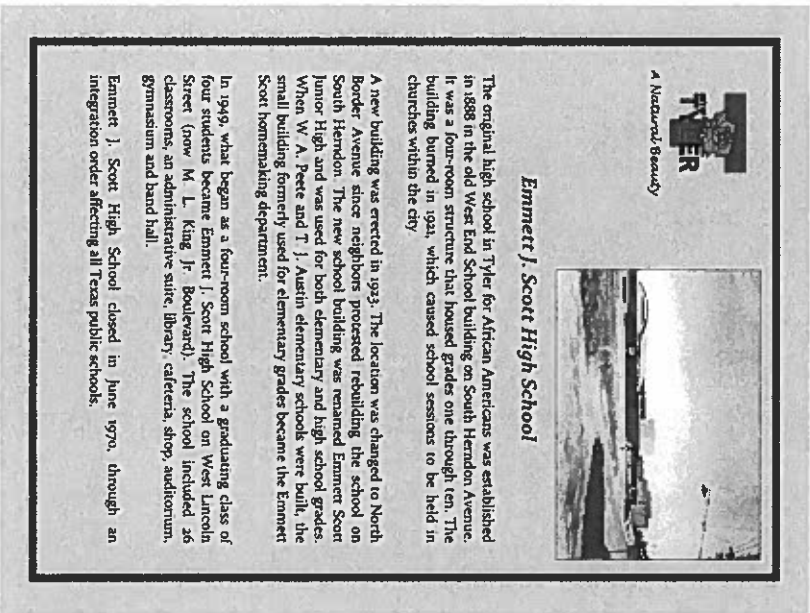 TYLER
A Natural Beauty
Emmett J. Scott High School
The original high school in Tyler for African Americans was established
in 1888 in the old West End School building on South Herndon Avenue.
It was a four-room structure that housed grades one through ten. The
building burned in 1921, which caused school sessions to be held in
churches within the city.
A new building was erected in 1923. The location was changed to North
Border Avenue since neighbors protested rebuilding the school on
South Herndon. The new school building was renamed Emmett Scott
Junior High and was used for both elementary and high school grades.
When W. A. Peete and T. J. Austin elementary schools were built, the
small building formerly used for elementary grades became the Emmett
Scott homemaking department.
In 1949, what began as a four-room school with a graduating class of
four students became Emmett J. Scott High School on West Lincoln
Street (now M. L. King Jr. Boulevard). The school included 26
classrooms, an administrative suite, library, cafeteria, shop, auditorium,
gymnasium and band hall.
Emmett J. Scott High School closed in June 1970, through an
integration order affecting all Texas public schools.